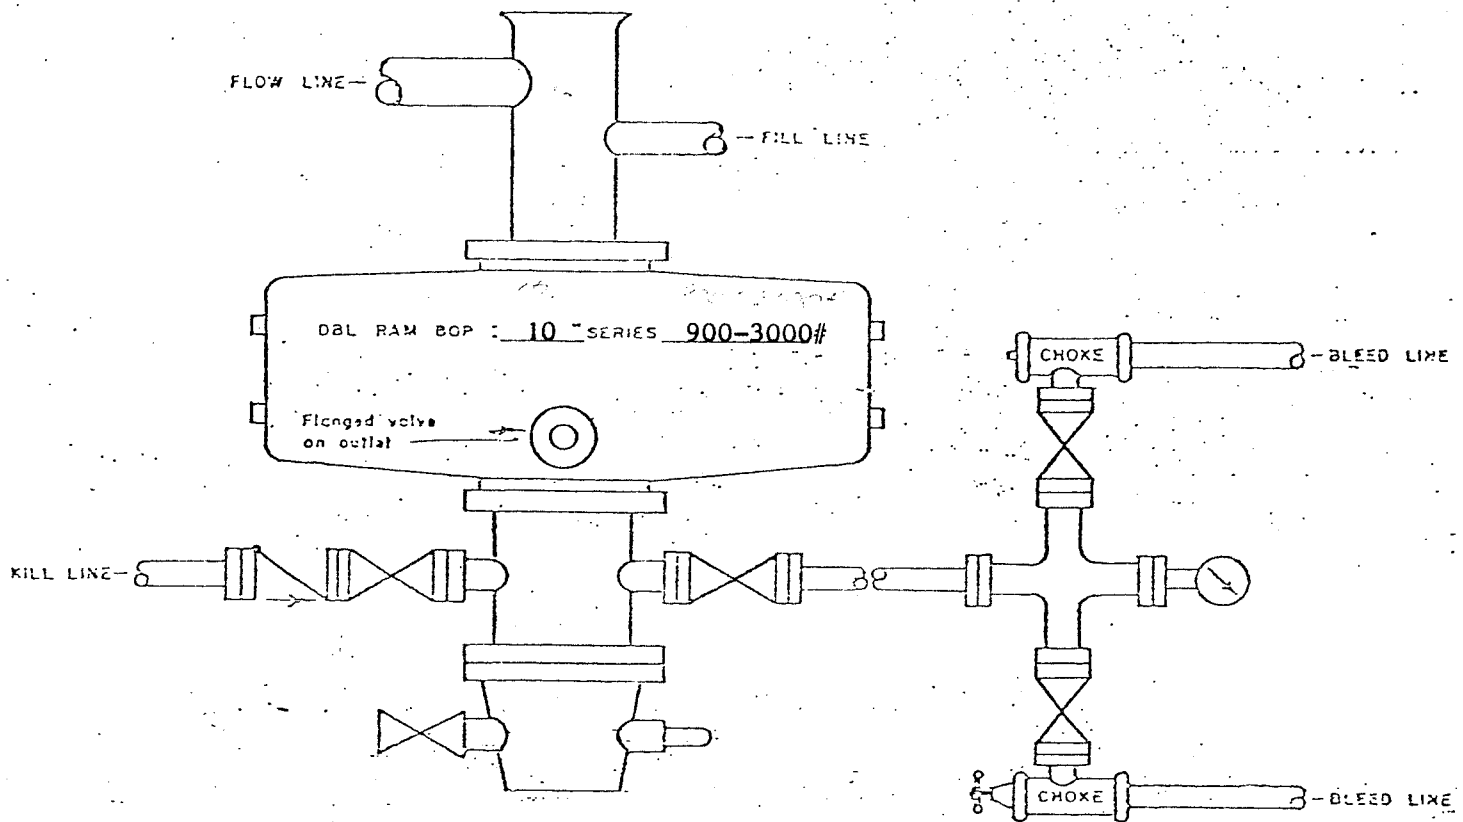 FLOW LINE
FILL LINE
DBL RAM BOP : 10 " SERIES 900-3000#
CHOKE
BLEED LINE
Flanged valve
on outlet
KILL LINE
CHOKE
BLEED LINE